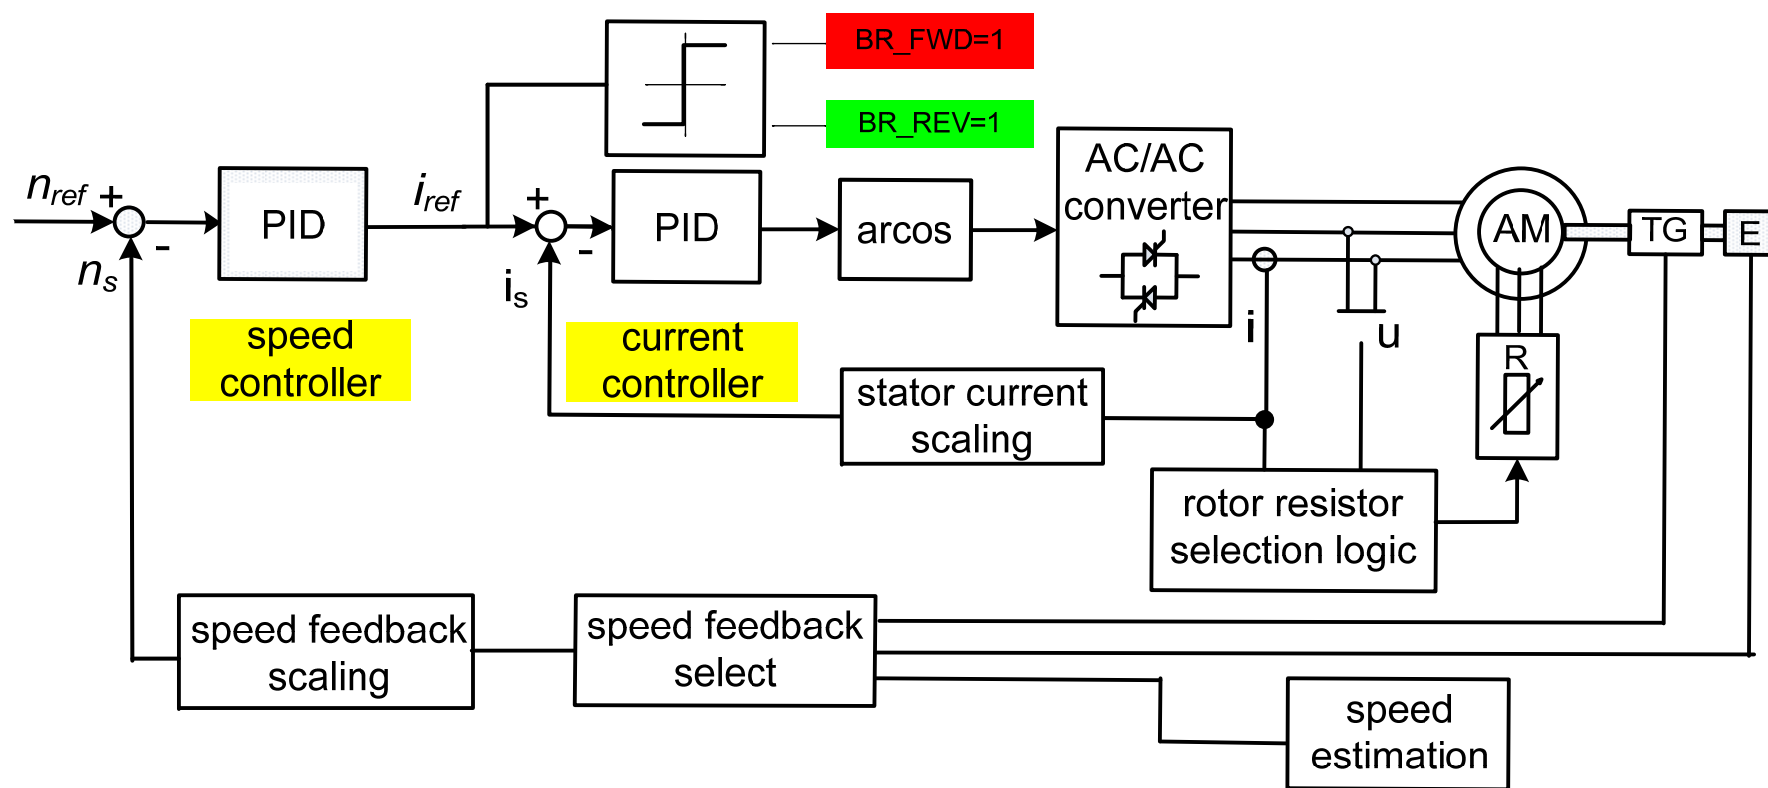 BR_FWD=1
BR_REV=1
n_ref
+
-
n_s
PID
i_ref
+
-
i_s
PID
arcos
AC/AC
converter
AM
TG
E
speed
controller
current
controller
i
u
R
stator current
scaling
rotor resistor
selection logic
speed feedback
scaling
speed feedback
select
speed
estimation